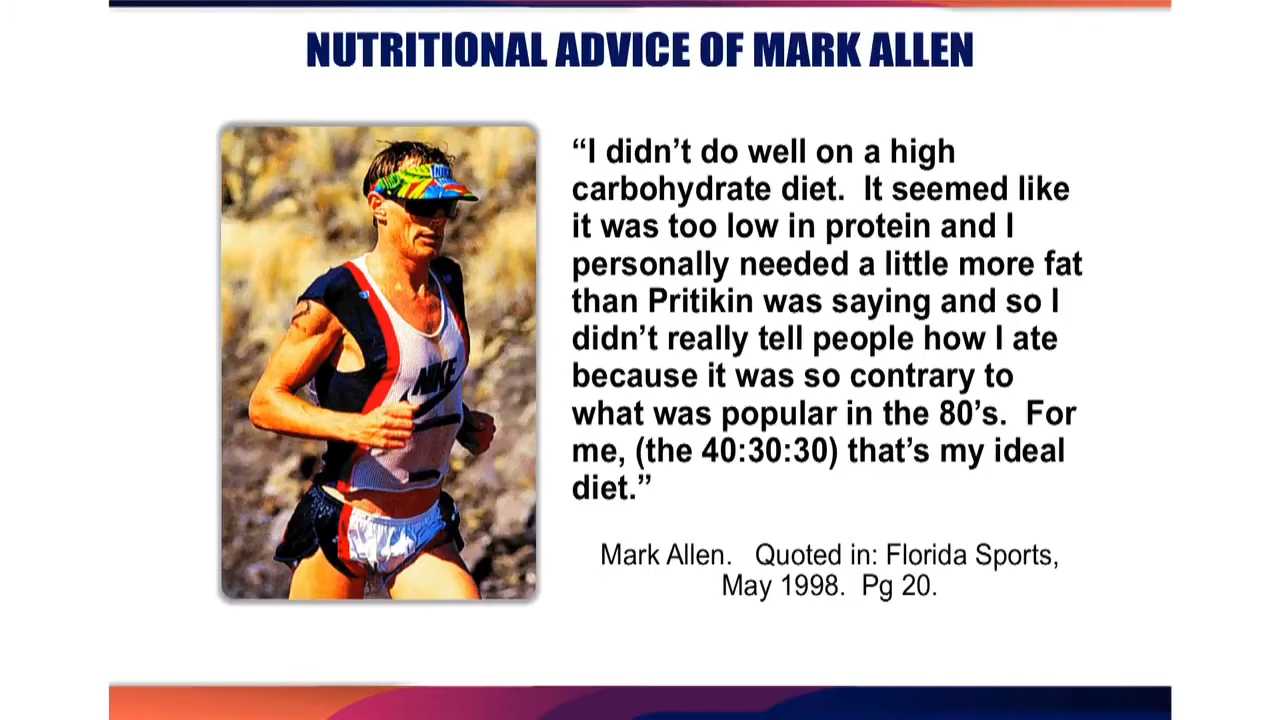 NUTRITIONAL ADVICE OF MARK ALLEN
“I didn’t do well on a high
carbohydrate diet.  It seemed like
it was too low in protein and I
personally needed a little more fat
than Pritikin was saying and so I
didn’t really tell people how I ate
because it was so contrary to
what was popular in the 80’s.  For
me, (the 40:30:30) that’s my ideal
diet.”
Mark Allen.   Quoted in: Florida Sports,
May 1998.  Pg 20.
NIKE